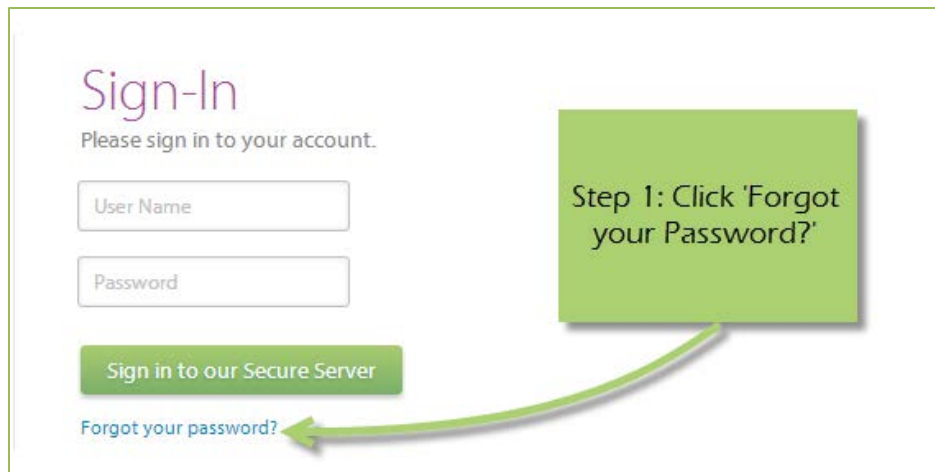 Sign-In
Please sign in to your account.
User Name
Password
Sign in to our Secure Server
Forgot your password?
Step 1: Click 'Forgot
your Password?'